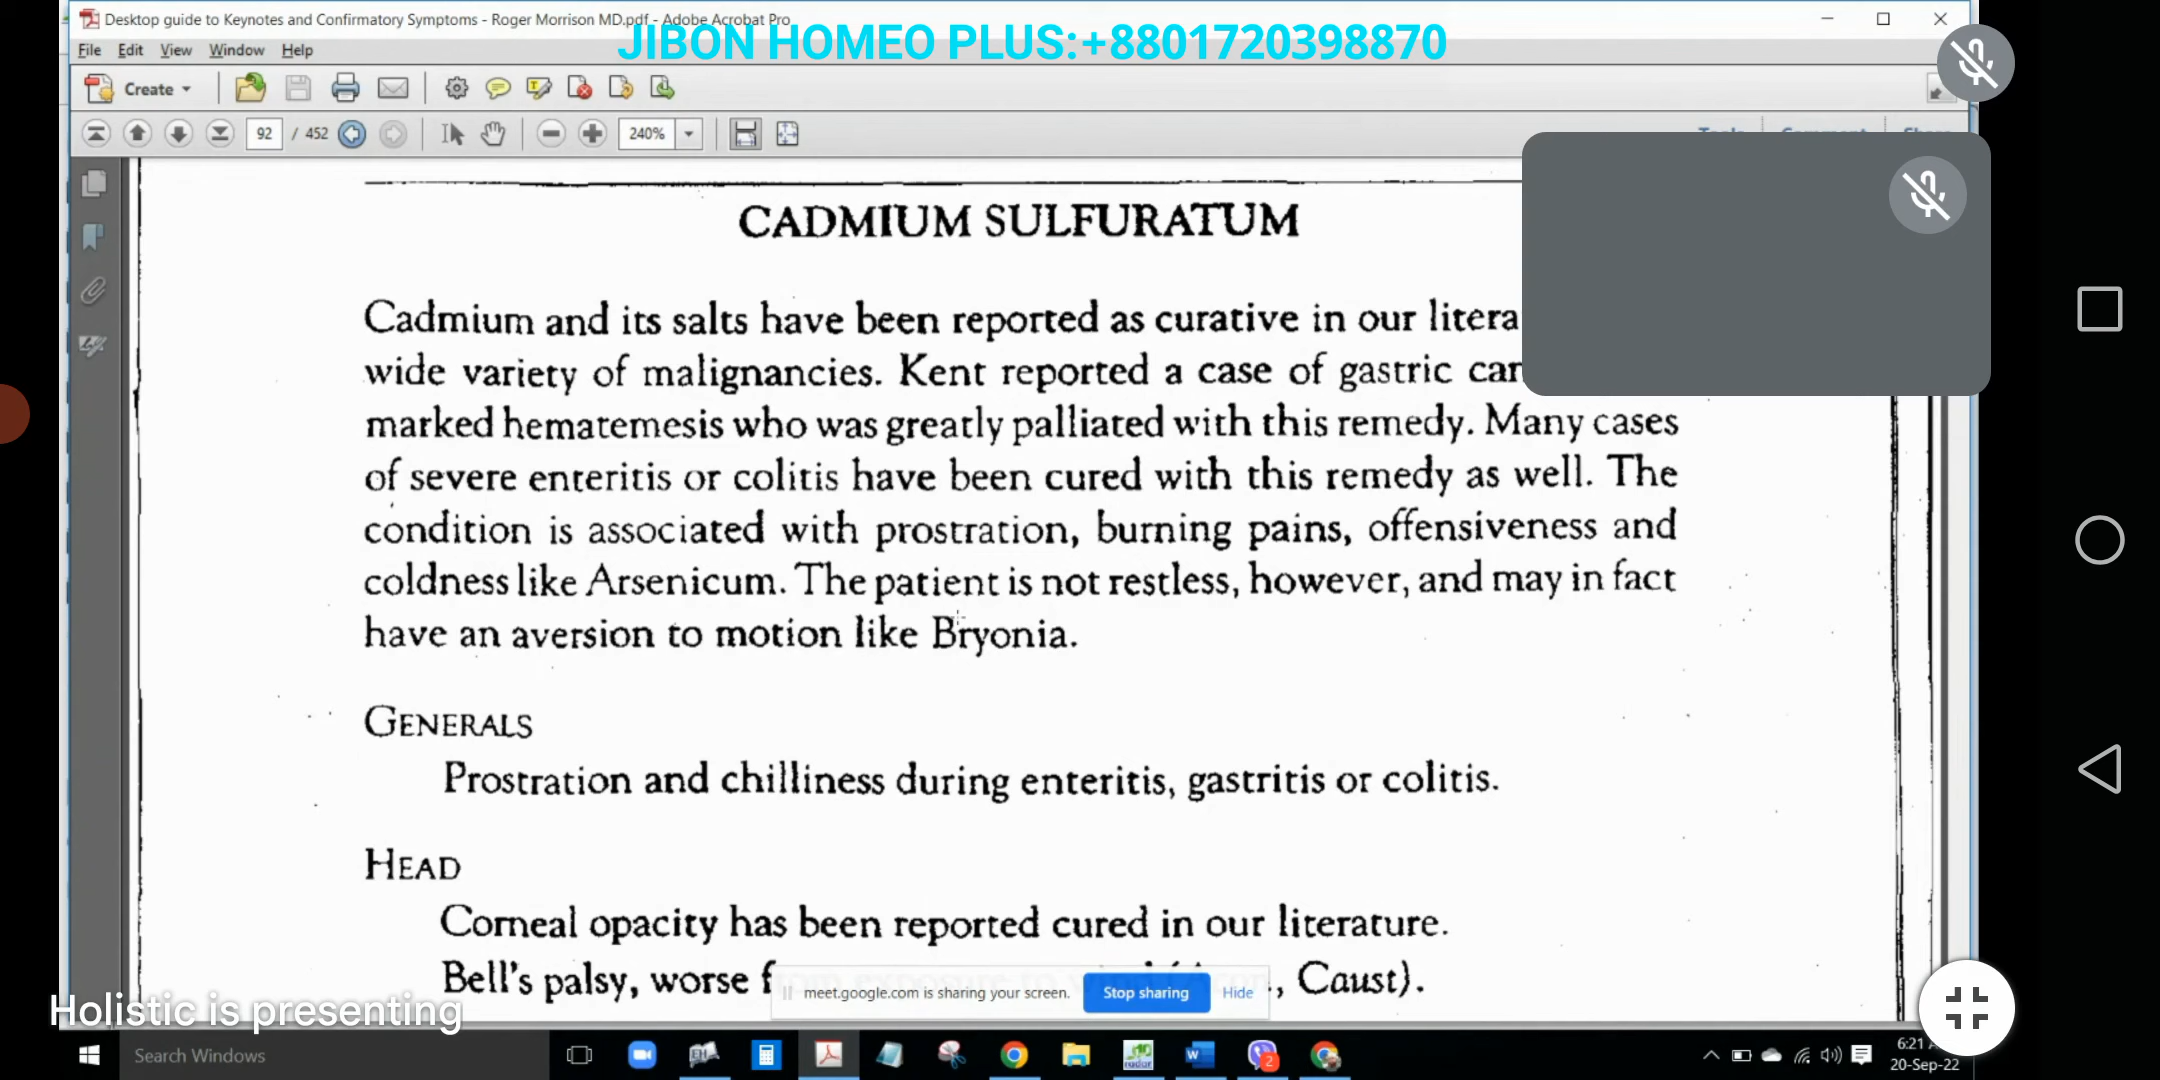 Desktop guide to Keynotes and Confirmatory Symptoms - Roger Morrison MD.pdf - Adobe Acrobat Pro
JIBON HOMEO PLUS:+8801720398870
File Edit View Window Help
Create
92 / 452 240%
Tools Comment Share
CADMIUM SULFURATUM
Cadmium and its salts have been reported as curative in our litera
wide variety of malignancies. Kent reported a case of gastric can
marked hematemesis who was greatly palliated with this remedy. Many cases
of severe enteritis or colitis have been cured with this remedy as well. The
condition is associated with prostration, burning pains, offensiveness and
coldness like Arsenicum. The patient is not restless, however, and may in fact
have an aversion to motion like Bryonia.
GENERALS
Prostration and chilliness during enteritis, gastritis or colitis.
HEAD
Corneal opacity has been reported cured in our literature.
Bell's palsy, worse f , Caust).
meet.google.com is sharing your screen. Stop sharing Hide
Holistic is presenting
Search Windows
2
6:21
20-Sep-22